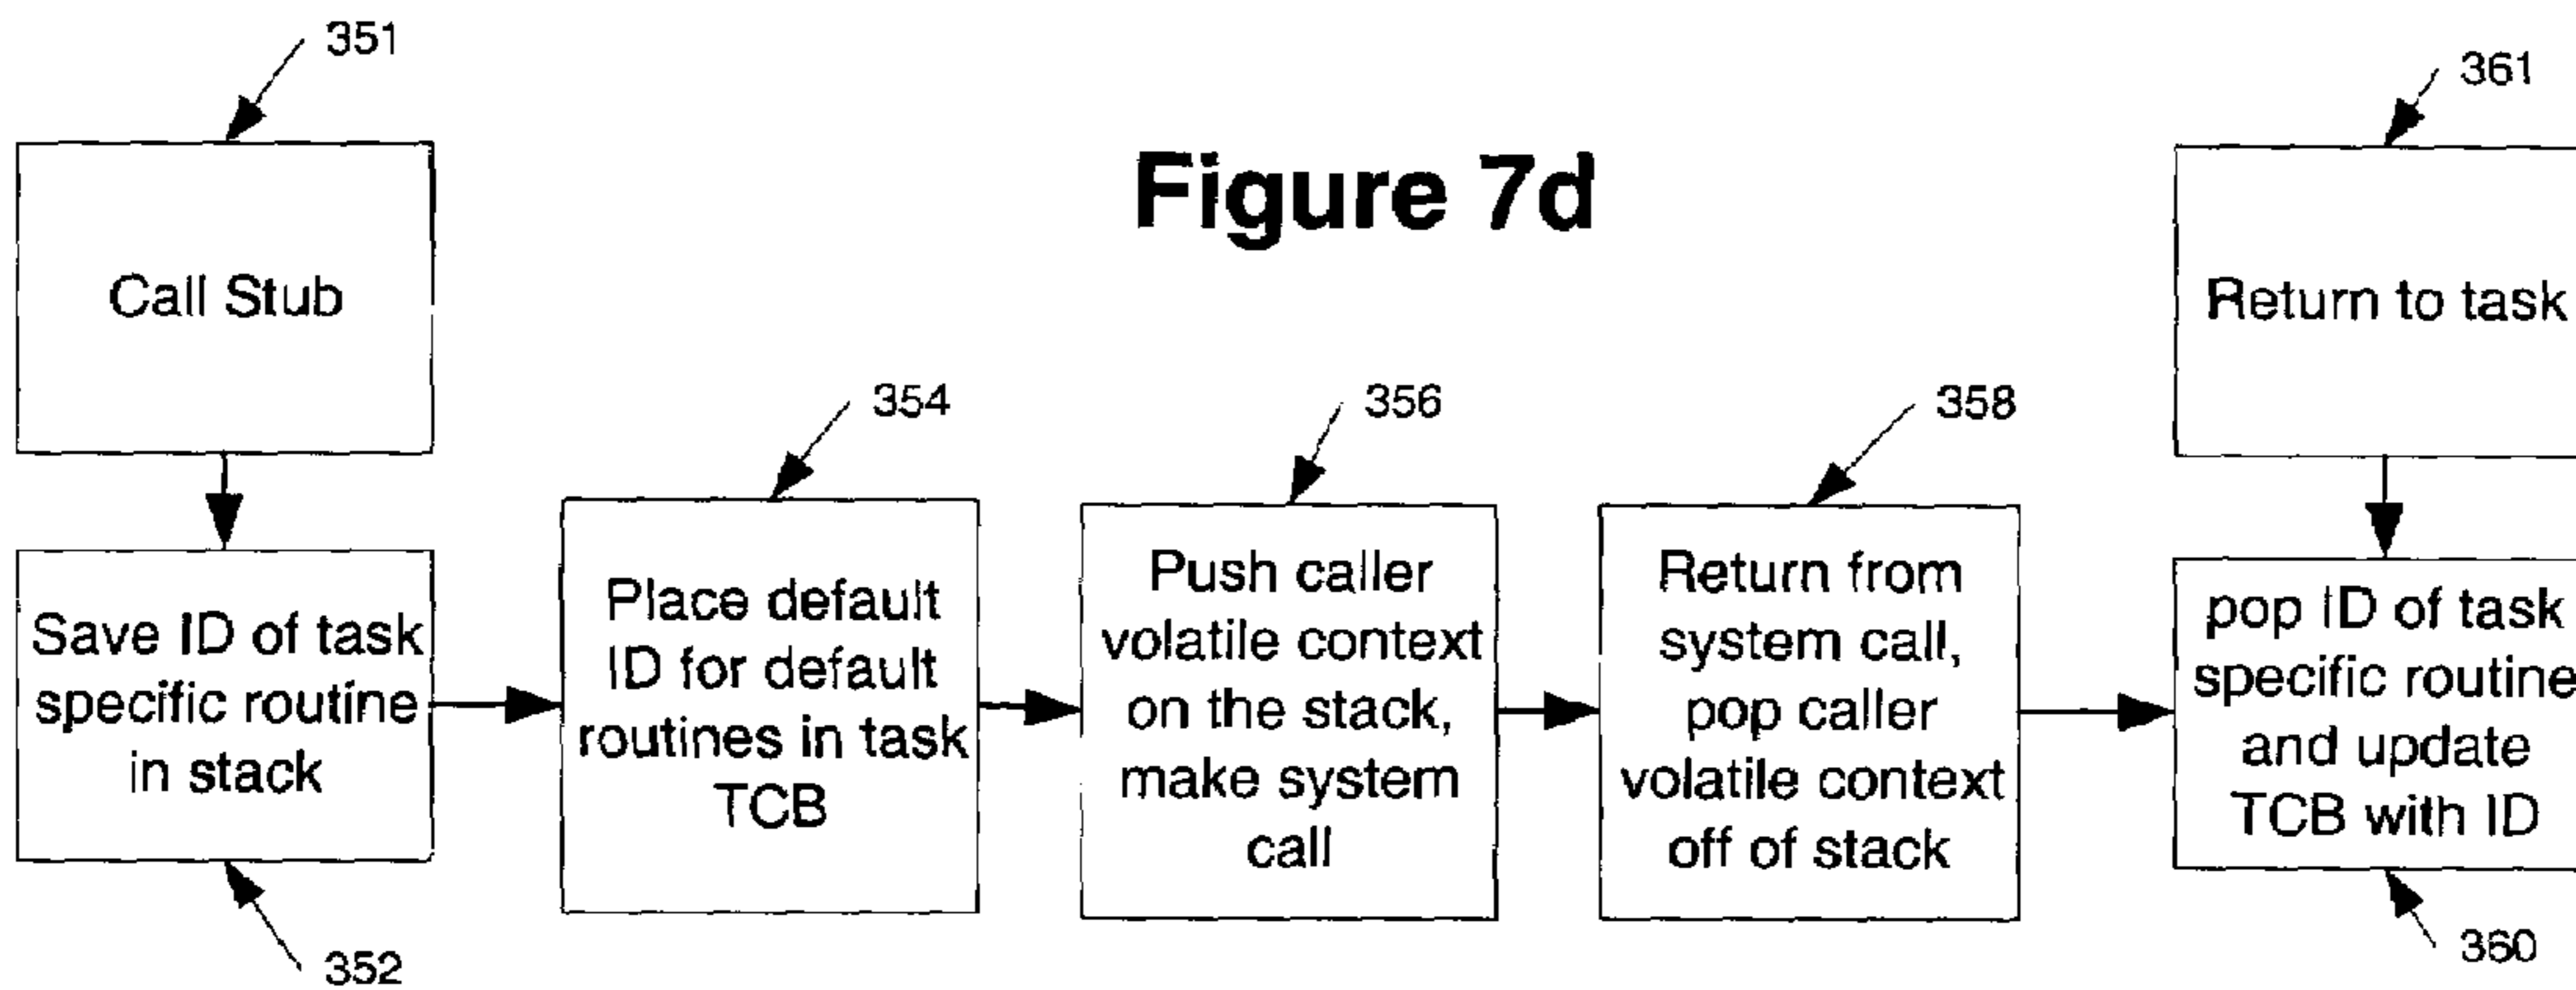 351
361
Figure 7d
Call Stub
Return to task
354
356
358
Save ID of task
specific routine
in stack
Place default
ID for default
routines in task
TCB
Push caller
volatile context
on the stack,
make system
call
Return from
system call,
pop caller
volatile context
off of stack
pop ID of task
specific routine
and update
TCB with ID
352
360